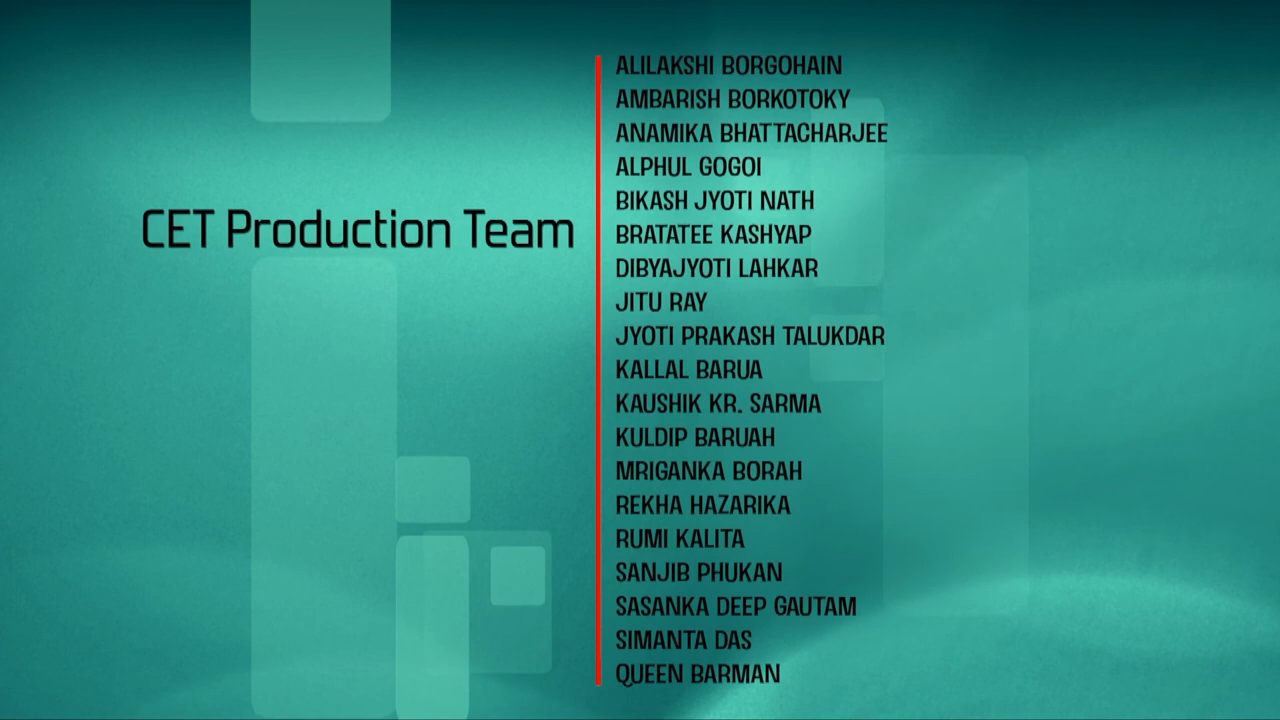 CET Production Team
ALILAKSHI BORGOHAIN
AMBARISH BORKOTOKY
ANAMIKA BHATTACHARJEE
ALPHUL GOGOI
BIKASH JYOTI NATH
BRATATEE KASHYAP
DIBYAJYOTI LAHKAR
JITU RAY
JYOTI PRAKASH TALUKDAR
KALLAL BARUA
KAUSHIK KR. SARMA
KULDIP BARUAH
MRIGANKA BORAH
REKHA HAZARIKA
RUMI KALITA
SANJIB PHUKAN
SASANKA DEEP GAUTAM
SIMANTA DAS
QUEEN BARMAN